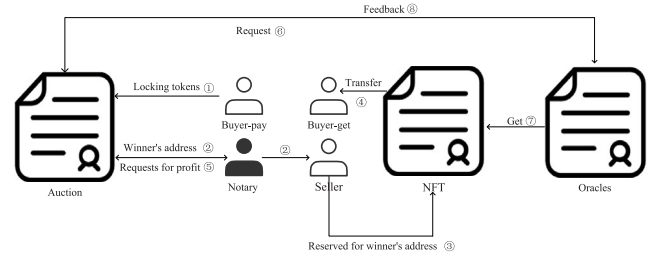 Feedback ⑧
Request ⑥
Locking tokens ①
Transfer
④
Buyer-pay
Buyer-get
Get ⑦
Winner's address ②
②
Requests for profit ⑤
Notary
Seller
NFT
Auction
Oracles
Reserved for winner's address ③